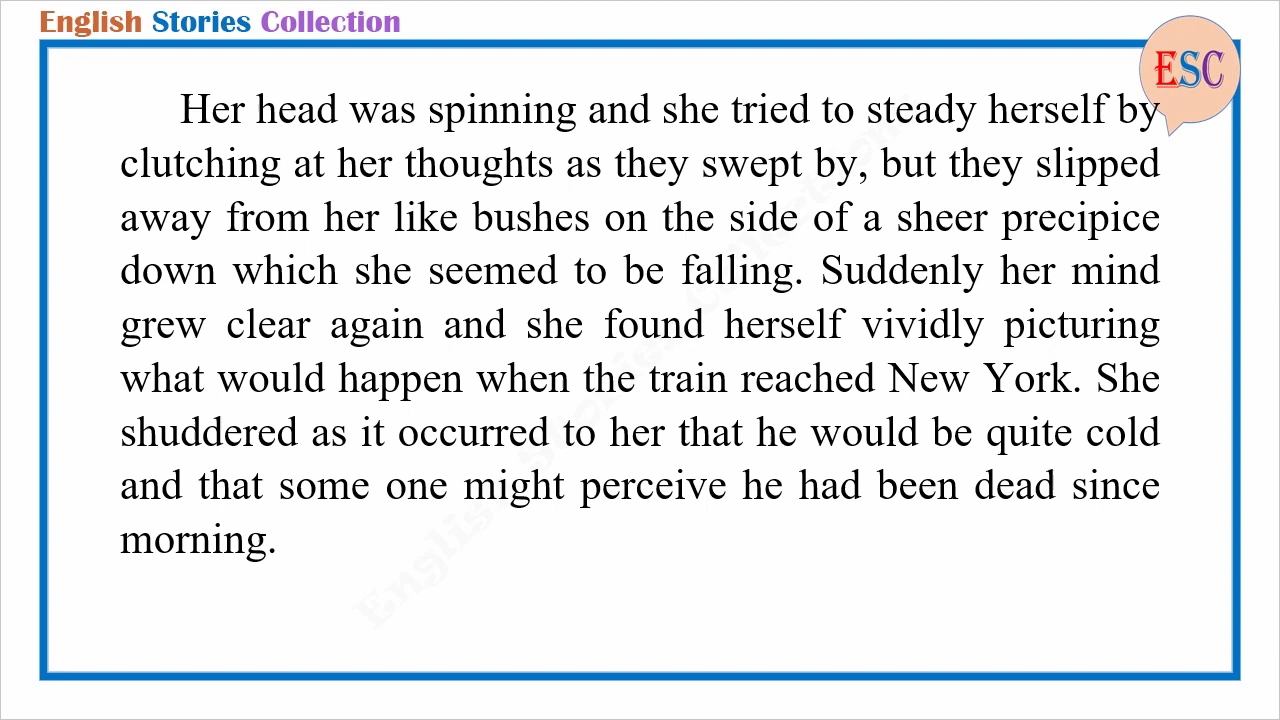 English Stories Collection
ESC
Her head was spinning and she tried to steady herself by
clutching at her thoughts as they swept by, but they slipped
away from her like bushes on the side of a sheer precipice
down which she seemed to be falling. Suddenly her mind
grew clear again and she found herself vividly picturing
what would happen when the train reached New York. She
shuddered as it occurred to her that he would be quite cold
and that some one might perceive he had been dead since
morning.
English Stories Collection